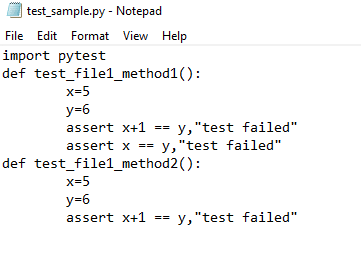 test_sample.py - Notepad
File Edit Format View Help
import pytest
def test_file1_method1():
        x=5
        y=6
        assert x+1 == y,"test failed"
        assert x == y,"test failed"
def test_file1_method2():
        x=5
        y=6
        assert x+1 == y,"test failed"